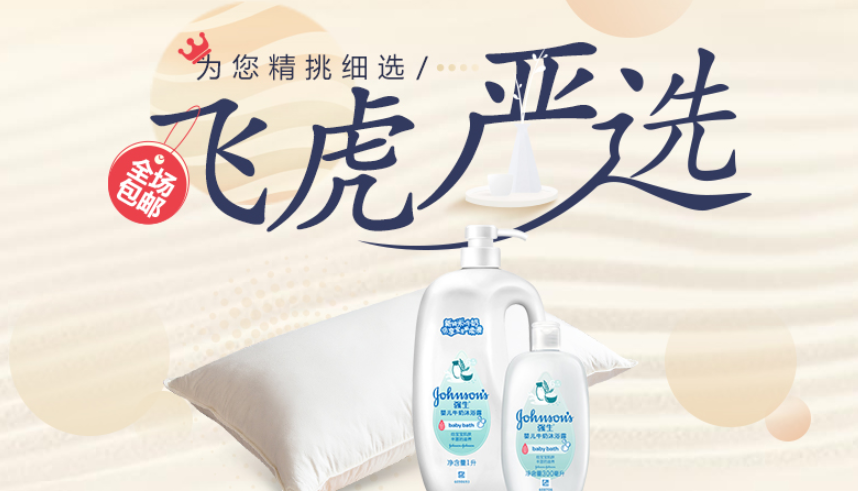 为您精挑细选/
飞虎严选
全场
包邮
Johnson's
强生
婴儿牛奶沐浴露
baby bath
净含量1升
Johnson's
强生
婴儿牛奶沐浴露
baby bath
净含量300毫升